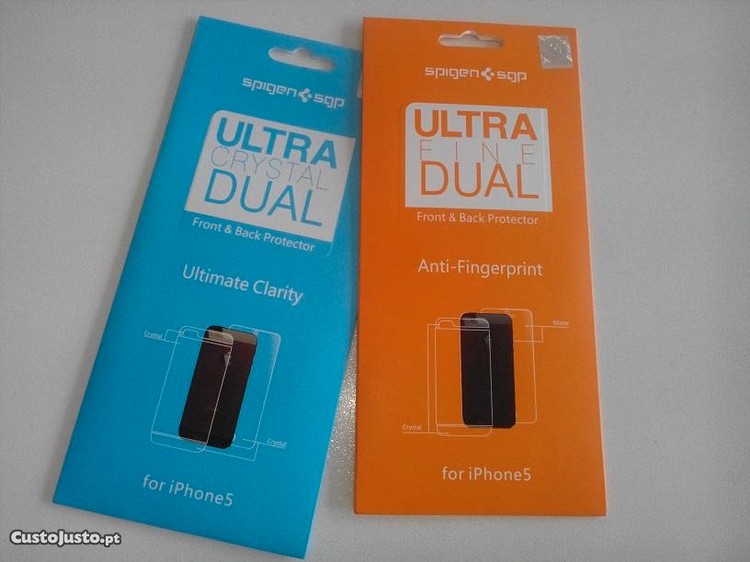 spigen sgp
ULTRA
CRYSTAL
DUAL
Front & Back Protector
Ultimate Clarity
Crystal
Crystal
for iPhone5
spigen sgp
ULTRA
FINE
DUAL
Front & Back Protector
Anti-Fingerprint
Matte
Crystal
for iPhone5
CustoJusto.pt